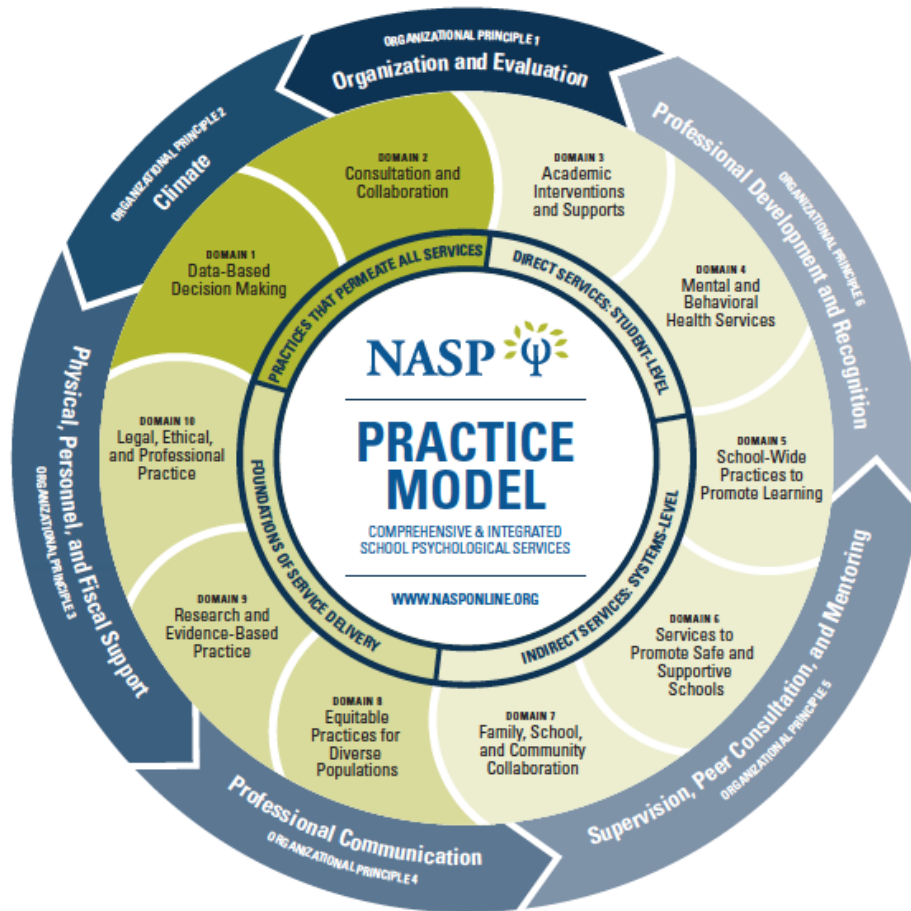 ORGANIZATIONAL PRINCIPLE 1
Organization and Evaluation
ORGANIZATIONAL PRINCIPLE 2
Climate
Physical, Personnel, and Fiscal Support
ORGANIZATIONAL PRINCIPLE 3
Professional Communication
ORGANIZATIONAL PRINCIPLE 4
Supervision, Peer Consultation, and Mentoring
ORGANIZATIONAL PRINCIPLE 5
Professional Development and Recognition
ORGANIZATIONAL PRINCIPLE 6
DOMAIN 1
Data-Based
Decision Making
DOMAIN 2
Consultation and
Collaboration
DOMAIN 3
Academic
Interventions
and Supports
DOMAIN 4
Mental and
Behavioral
Health Services
DOMAIN 5
School-Wide
Practices to
Promote Learning
DOMAIN 6
Services to
Promote Safe and
Supportive
Schools
DOMAIN 7
Family, School,
and Community
Collaboration
DOMAIN 8
Equitable
Practices for
Diverse
Populations
DOMAIN 9
Research and
Evidence-Based
Practice
DOMAIN 10
Legal, Ethical,
and Professional
Practice
PRACTICES THAT PERMEATE ALL SERVICES
DIRECT SERVICES: STUDENT-LEVEL
INDIRECT SERVICES: SYSTEMS-LEVEL
FOUNDATIONS OF SERVICE DELIVERY
NASP
PRACTICE
MODEL
COMPREHENSIVE & INTEGRATED
SCHOOL PSYCHOLOGICAL SERVICES
WWW.NASPONLINE.ORG